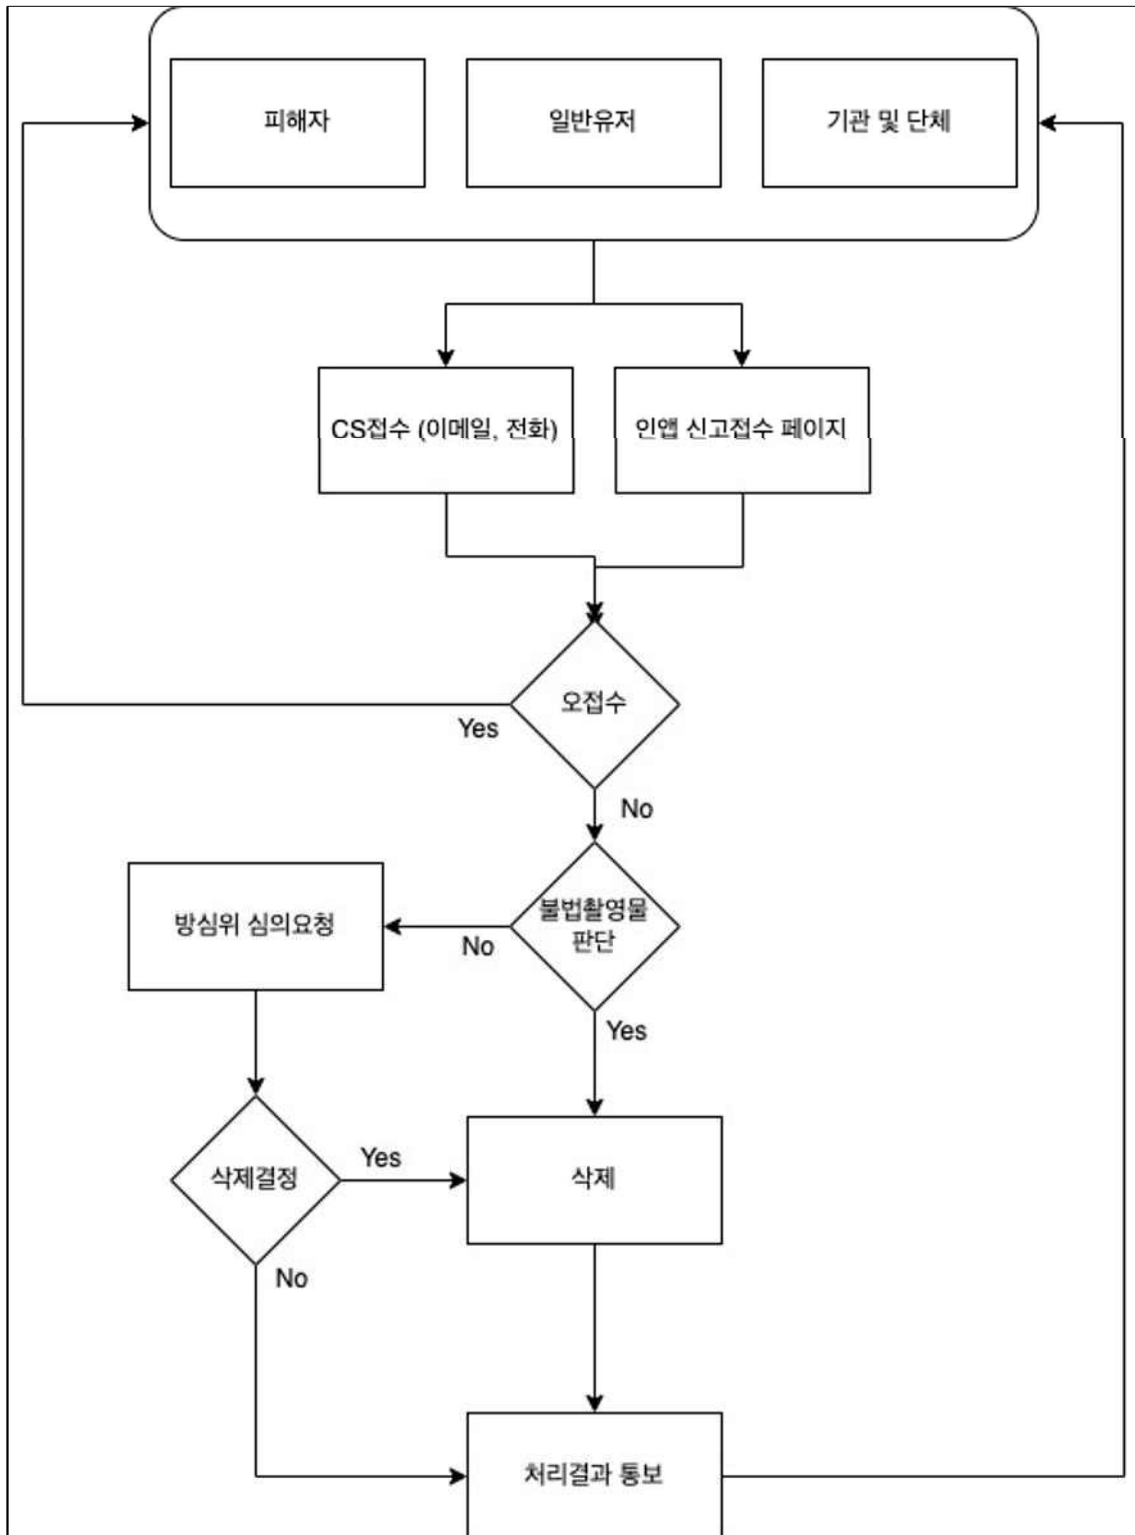 피해자
일반유저
기관 및 단체
CS접수 (이메일, 전화)
인앱 신고접수 페이지
오접수
Yes
No
불법촬영물
판단
방심위 심의요청
No
Yes
삭제결정
Yes
삭제
No
처리결과 통보